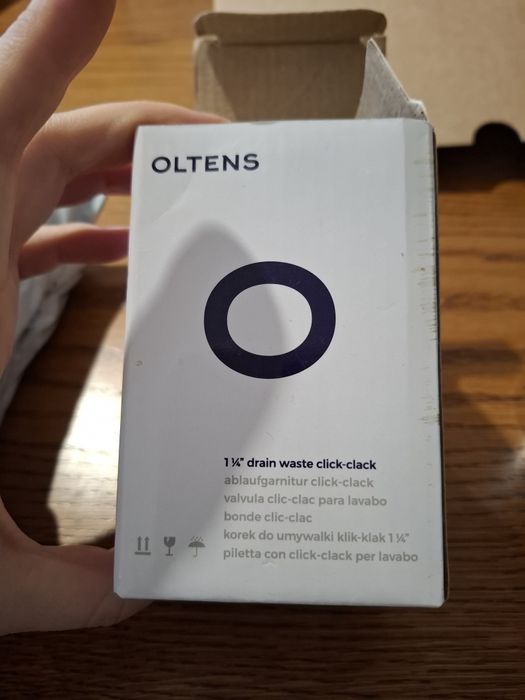 OLTENS
1 ¼” drain waste click-clack
ablaufgarnitur click-clack
valvula clic-clac para lavabo
bonde clic-clac
korek do umywalki klik-klak 1 ¼”
piletta con click-clack per lavabo